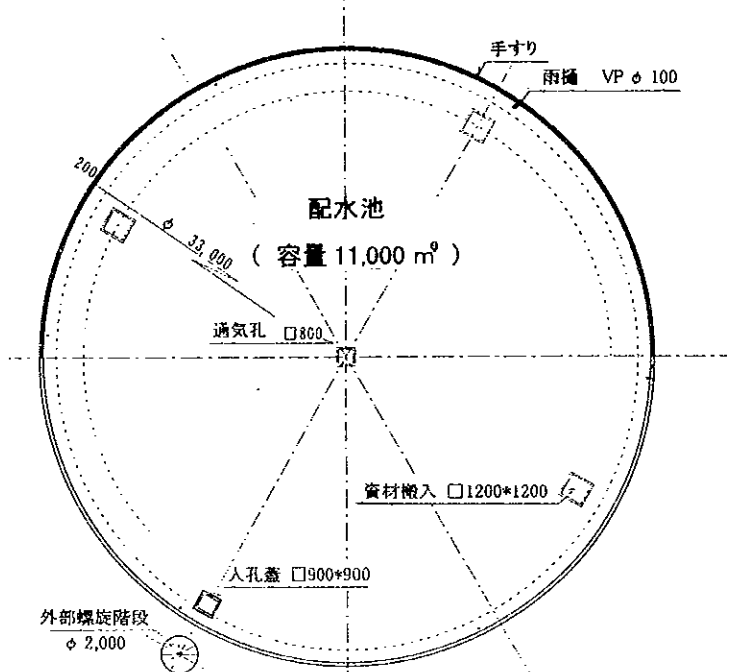 手すり
雨樋 VP φ 100
200
φ 33,000
配水池
( 容量 11,000 ㎥ )
通気孔 □800
資材搬入 □1200*1200
人孔蓋 □900*900
外部螺旋階段
φ 2,000